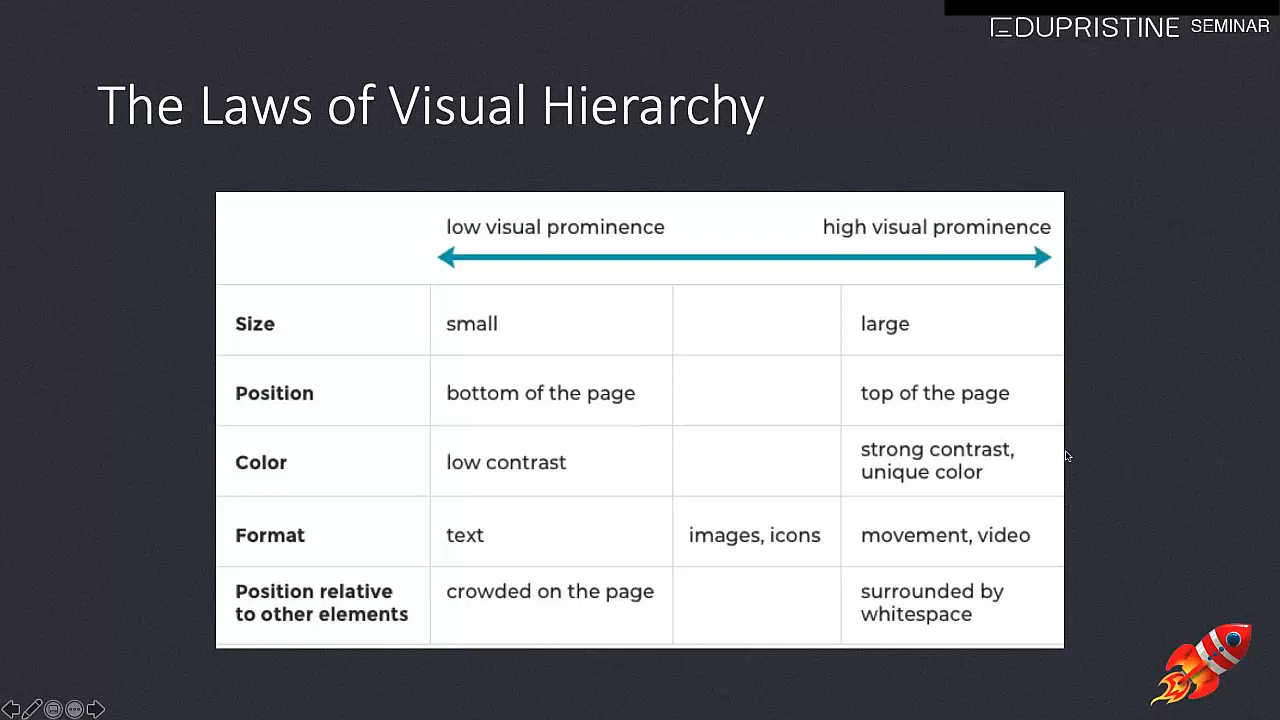 EDUPRISTINE SEMINAR
The Laws of Visual Hierarchy
low visual prominence high visual prominence
Size small large
Position bottom of the page top of the page
Color low contrast strong contrast,
unique color
Format text images, icons movement, video
Position relative
to other elements crowded on the page surrounded by
whitespace